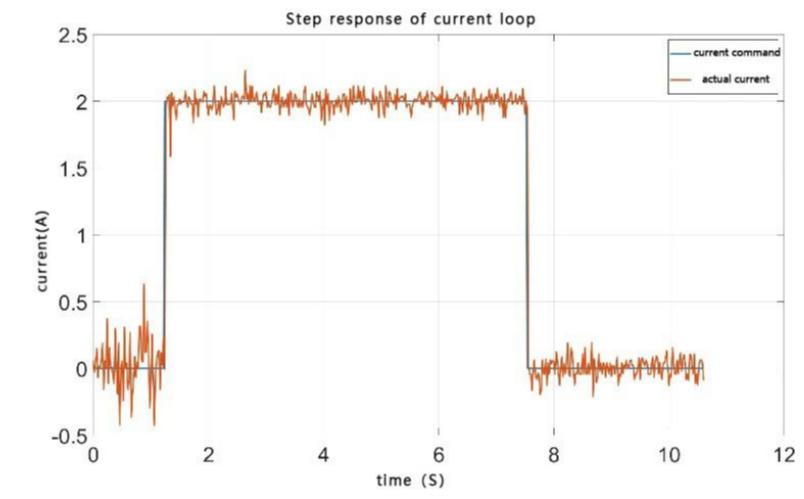 Step response of current loop
2.5
current command
actual current
2
1.5
1
0.5
0
-0.5
current(A)
0 2 4 6 8 10 12
time (S)